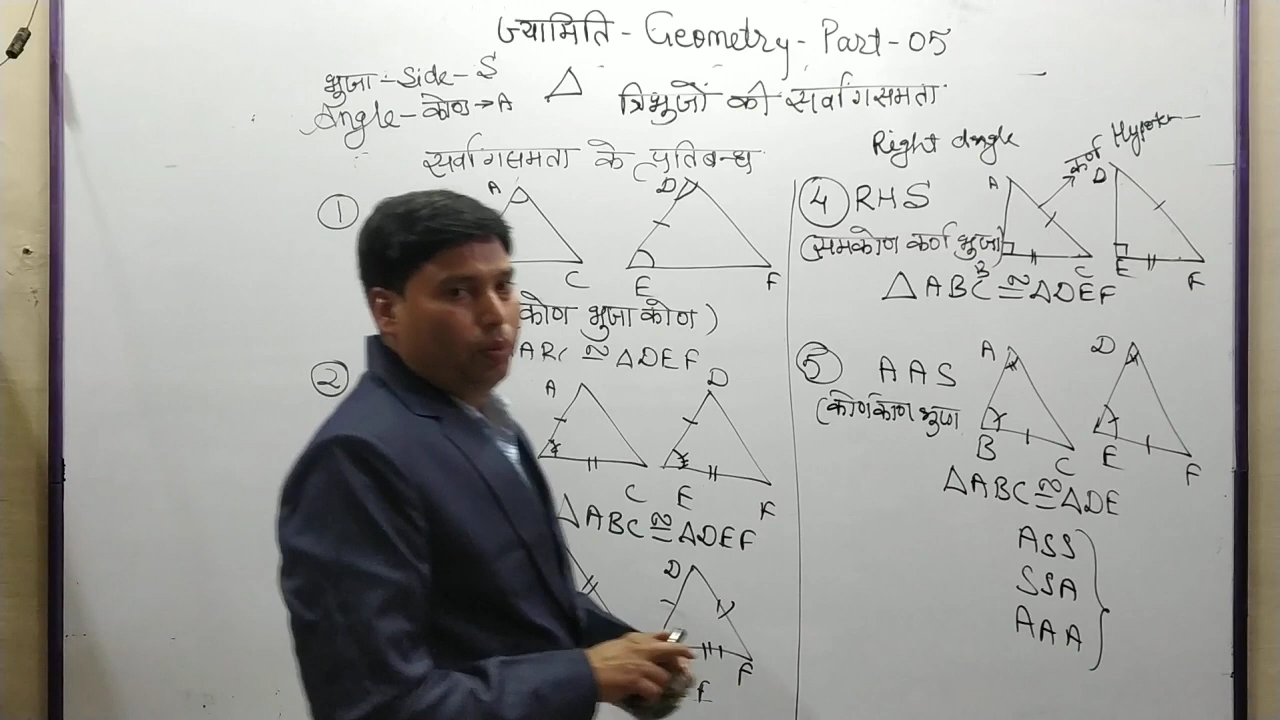 ज्यामिति - Geometry - Part - 05
भुजा - Side - S
Angle - कोण → A
△ त्रिभुजों की सर्वांगसमता
सर्वांगसमता के प्रतिबन्ध
①
A
C
D
E
F
कोण भुजा कोण )
≅ △DEF
②
A
C
D
E
F
△ABC ≅ △DEF
D
F
E
Right Angle
कर्ण
④ RHS
(समकोण कर्ण भुजा)
A
B
C
D
E
F
△ABC ≅ △DEF
⑤ AAS
(कोण कोण भुजा
A
B
C
D
E
F
△ABC ≅ △DE
ASS
SSA
AAA